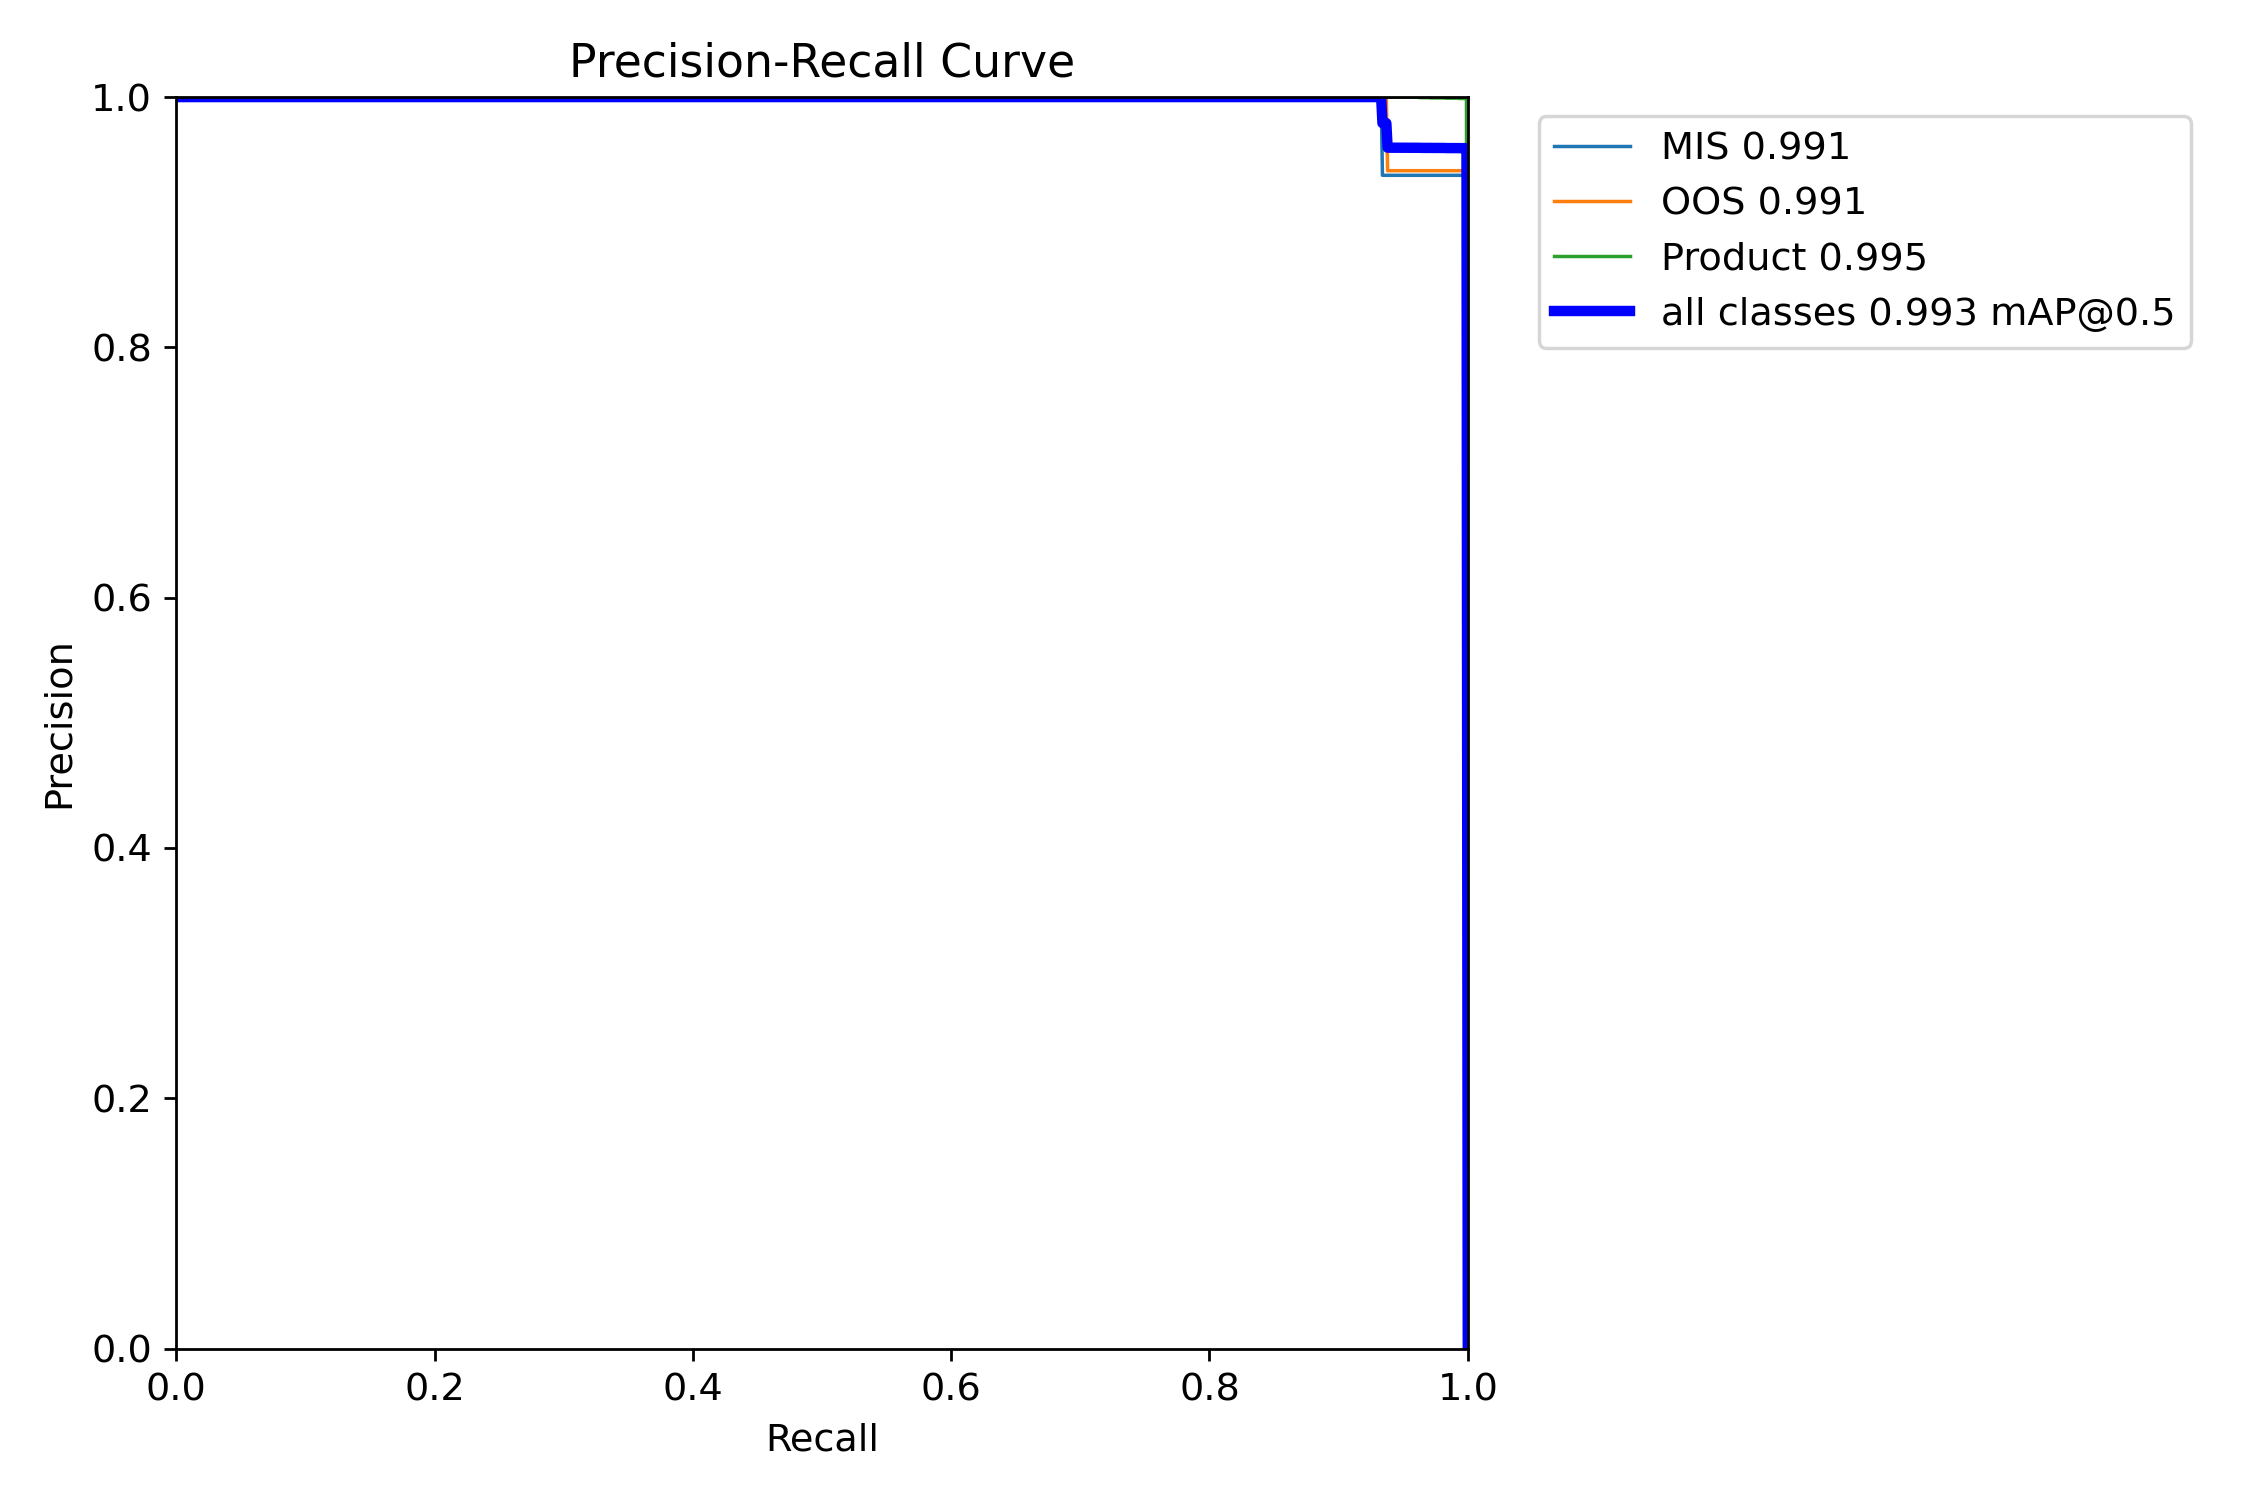 Precision-Recall Curve
1.0
0.8
0.6
0.4
0.2
0.0
Precision
0.0 0.2 0.4 0.6 0.8 1.0
Recall
MIS 0.991
OOS 0.991
Product 0.995
all classes 0.993 mAP@0.5